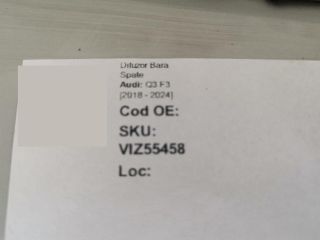 Difuzor Bara
Spate
Audi: Q3 F3
[2018 - 2024]
Cod OE:
SKU:
VIZ55458
Loc: